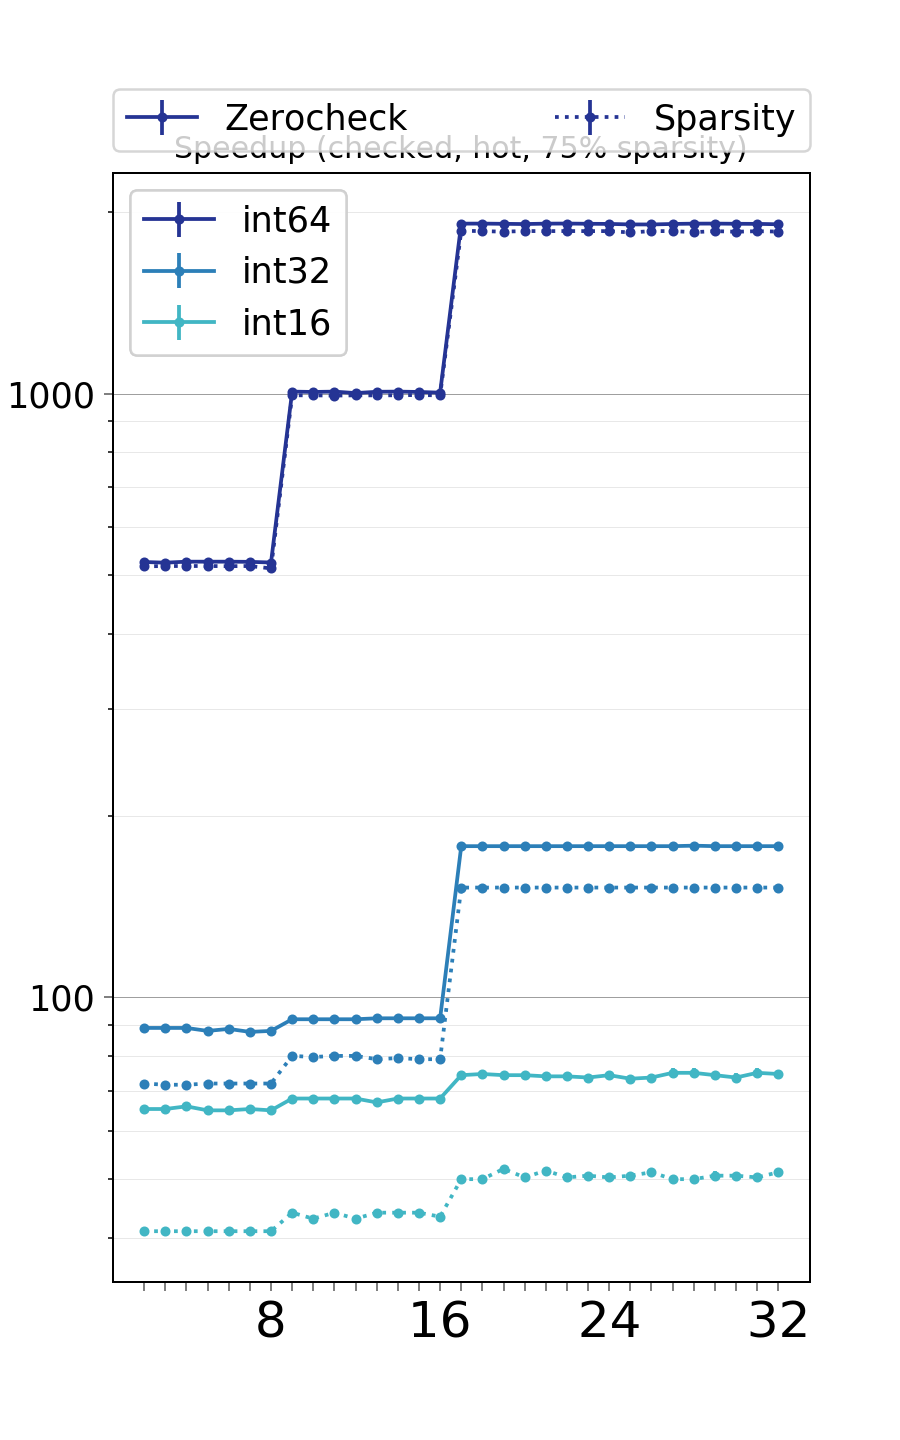 Zerocheck Sparsity
Speedup (checked, hot, 75% sparsity)
int64
int32
int16
1000
100
8 16 24 32